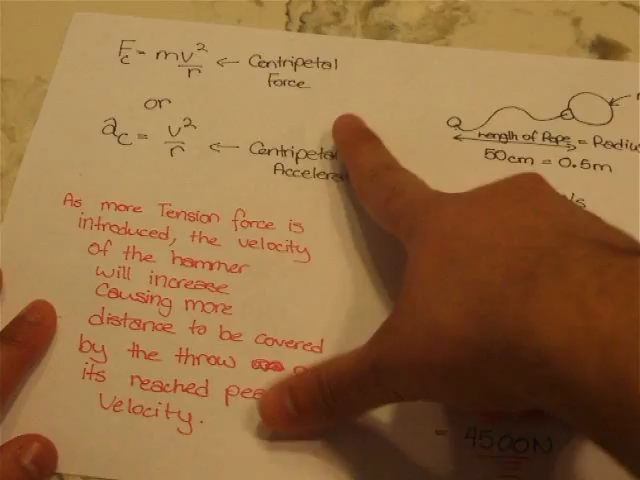 Fc = mv²/r ← Centripetal
Force
or
ac = v²/r ← Centripetal
As more Tension force is
introduced, the velocity
of the hammer
will increase
causing more
distance to be covered
by the throw
its reached
velocity.
Length of Rope = Radius
50cm = 0.5m
= 4500N